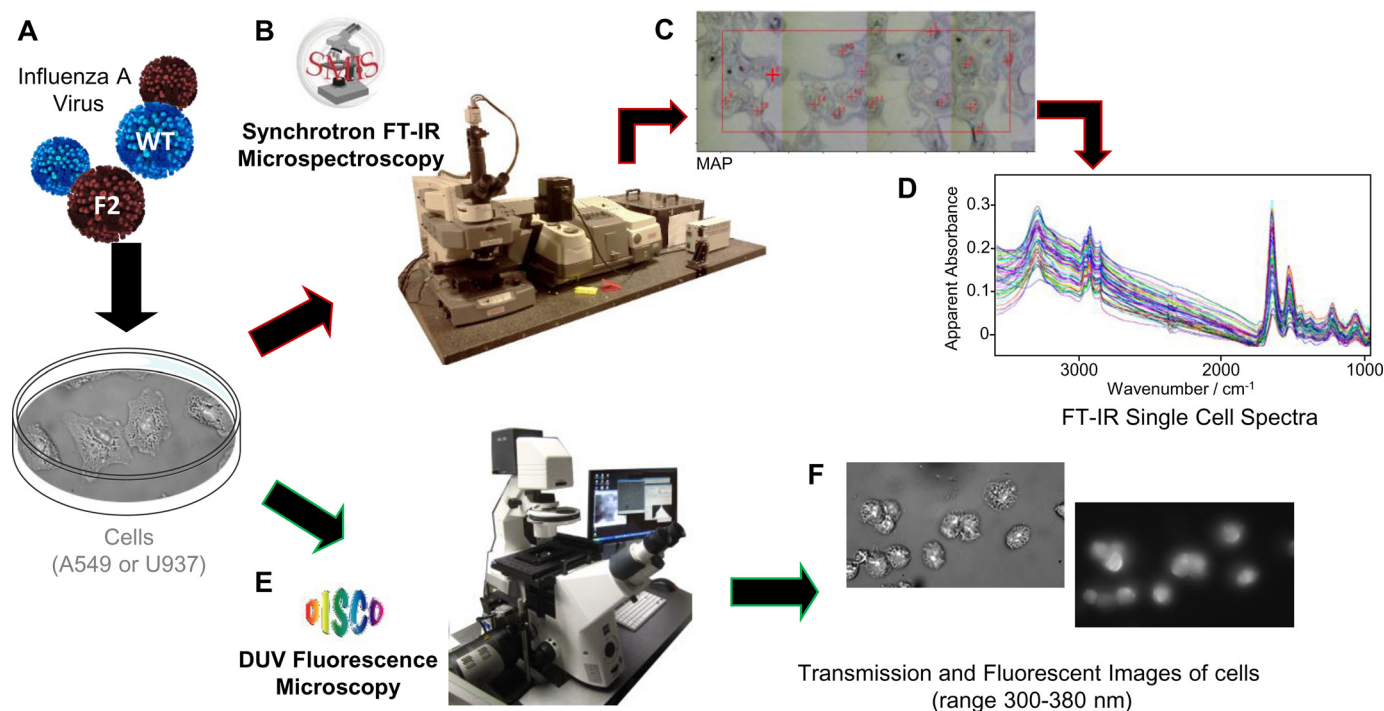 A
Influenza A
Virus
WT
F2
Cells
(A549 or U937)
B
SMIS
Synchrotron FT-IR
Microspectroscopy
C
MAP
D
Apparent Absorbance
0.3
0.2
0.1
0
3000
2000
1000
Wavenumber / cm⁻¹
FT-IR Single Cell Spectra
E
DISCO
DUV Fluorescence
Microscopy
F
Transmission and Fluorescent Images of cells
(range 300-380 nm)